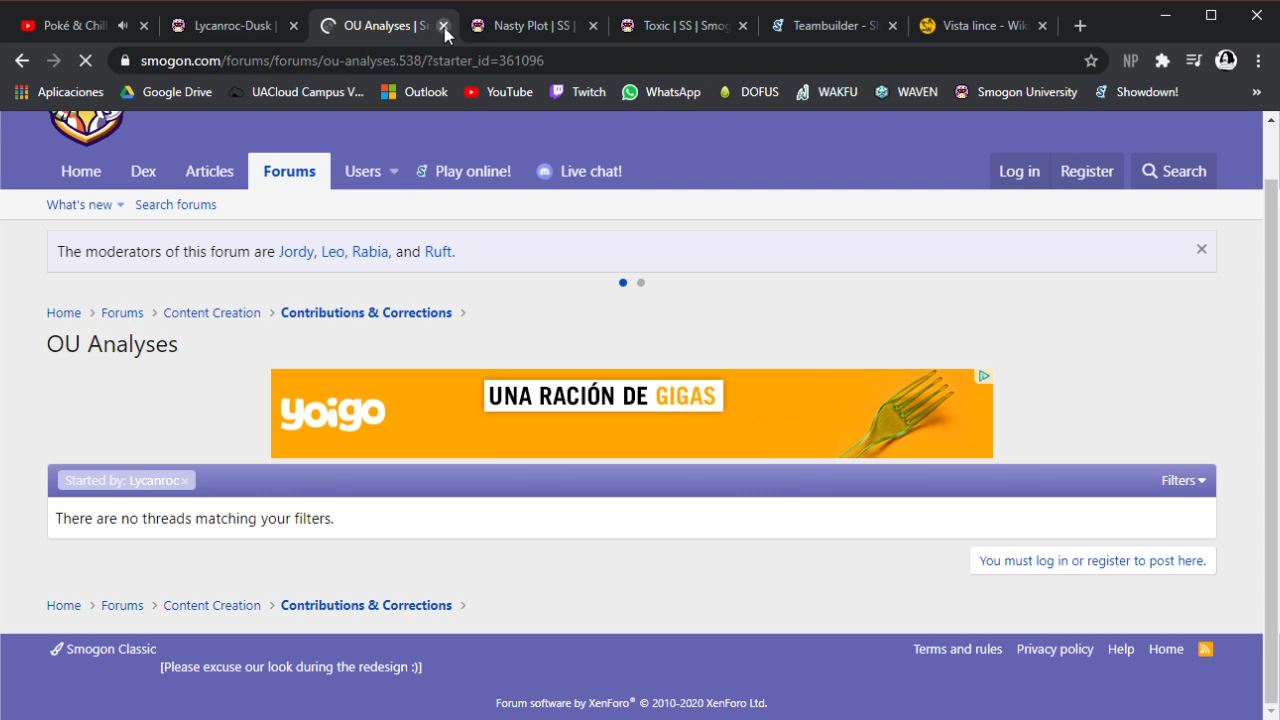 Poké & Chill
Lycanroc-Dusk |
OU Analyses | S
Nasty Plot | SS |
Toxic | SS | Smog
Teambuilder - S
Vista lince - Wik
smogon.com/forums/forums/ou-analyses.538/?starter_id=361096
NP
Aplicaciones
Google Drive
UACloud Campus V...
Outlook
YouTube
Twitch
WhatsApp
DOFUS
WAKFU
WAVEN
Smogon University
Showdown!
»
Home
Dex
Articles
Forums
Users
Play online!
Live chat!
Log in
Register
Search
What's new
Search forums
The moderators of this forum are Jordy, Leo, Rabia, and Ruft.
Home > Forums > Content Creation > Contributions & Corrections >
OU Analyses
yoigo
UNA RACIÓN DE GIGAS
Started by: Lycanroc×
Filters
There are no threads matching your filters.
You must log in or register to post here.
Home > Forums > Content Creation > Contributions & Corrections >
Smogon Classic
Terms and rules
Privacy policy
Help
Home
[Please excuse our look during the redesign :)]
Forum software by XenForo® © 2010-2020 XenForo Ltd.